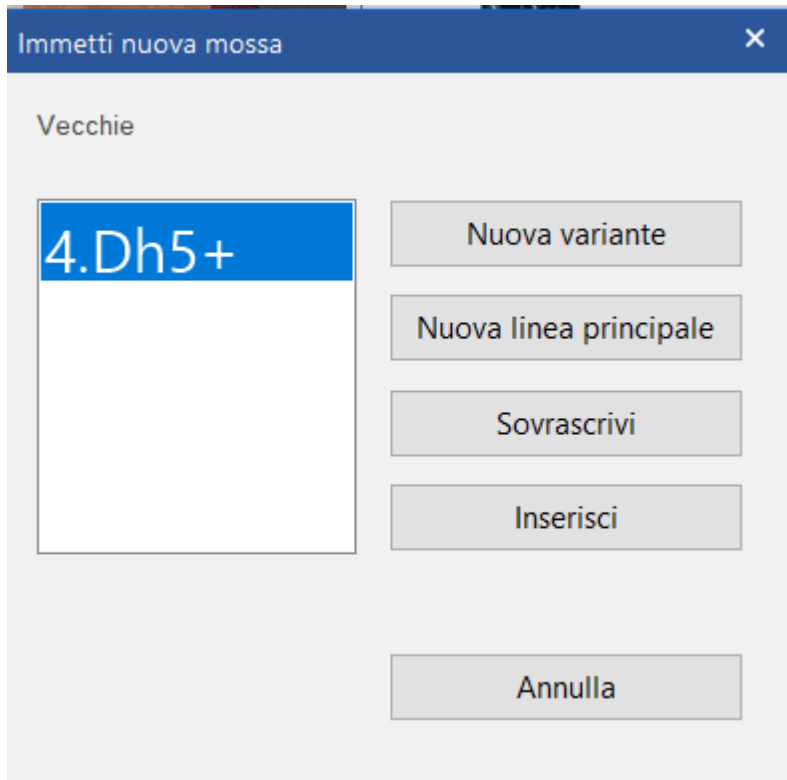 Immetti nuova mossa
Vecchie
4.Dh5+
Nuova variante
Nuova linea principale
Sovrascrivi
Inserisci
Annulla